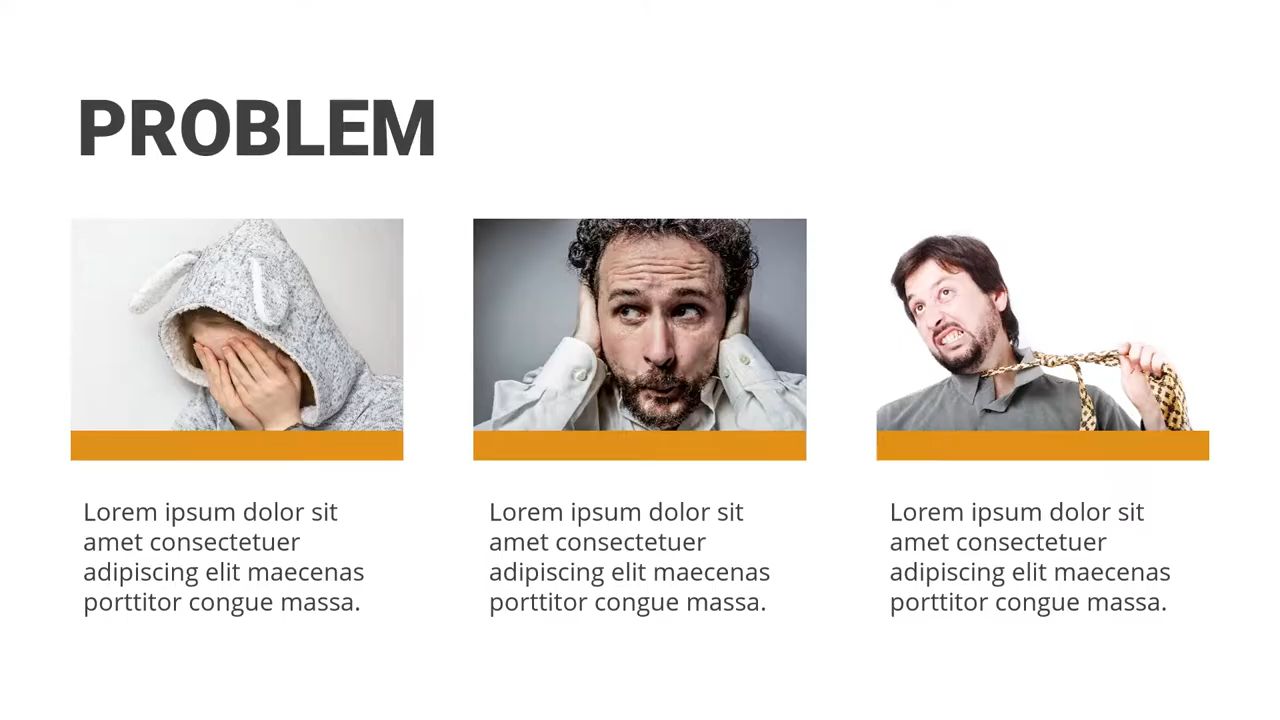 PROBLEM
Lorem ipsum dolor sit
amet consectetuer
adipiscing elit maecenas
porttitor congue massa.
Lorem ipsum dolor sit
amet consectetuer
adipiscing elit maecenas
porttitor congue massa.
Lorem ipsum dolor sit
amet consectetuer
adipiscing elit maecenas
porttitor congue massa.